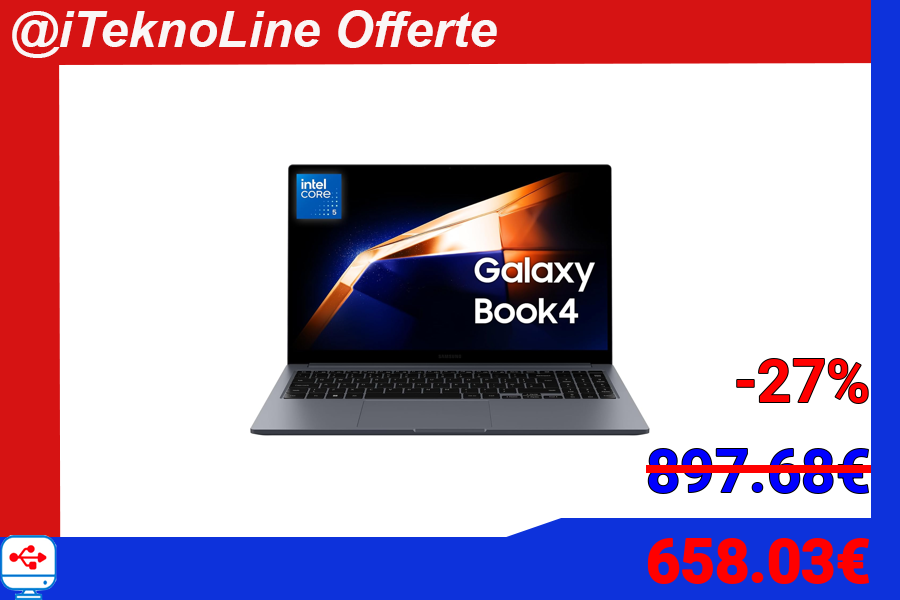 @iTeknoLine Offerte
intel
CORE
5
Galaxy
Book4
-27%
897.68€
658.03€